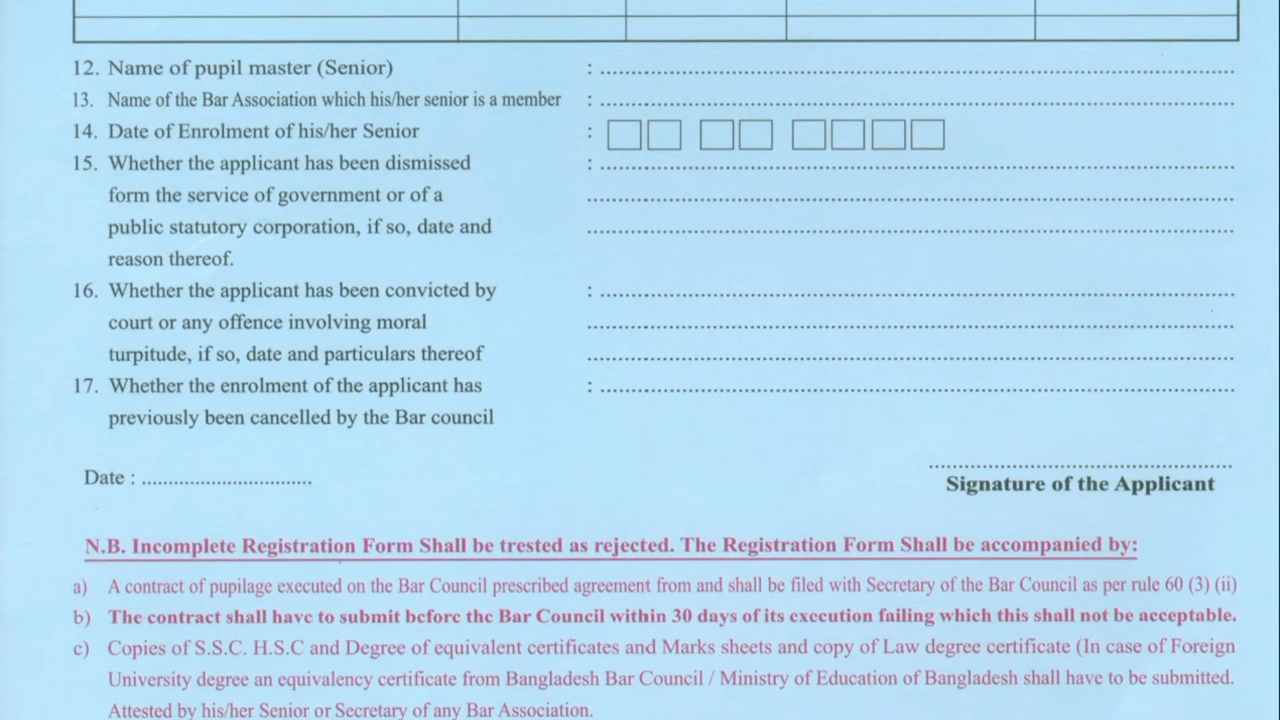 12. Name of pupil master (Senior) : ........................................
13. Name of the Bar Association which his/her senior is a member : ........................................
14. Date of Enrolment of his/her Senior :
15. Whether the applicant has been dismissed : ........................................
form the service of government or of a ........................................
public statutory corporation, if so, date and ........................................
reason thereof.
16. Whether the applicant has been convicted by : ........................................
court or any offence involving moral ........................................
turpitude, if so, date and particulars thereof ........................................
17. Whether the enrolment of the applicant has : ........................................
previously been cancelled by the Bar council
Date : ................................
Signature of the Applicant
N.B. Incomplete Registration Form Shall be trested as rejected. The Registration Form Shall be accompanied by:
a) A contract of pupilage executed on the Bar Council prescribed agreement from and shall be filed with Secretary of the Bar Council as per rule 60 (3) (ii)
b) The contract shall have to submit before the Bar Council within 30 days of its execution failing which this shall not be acceptable.
c) Copies of S.S.C. H.S.C and Degree of equivalent certificates and Marks sheets and copy of Law degree certificate (In case of Foreign
University degree an equivalency certificate from Bangladesh Bar Council / Ministry of Education of Bangladesh shall have to be submitted.
Attested by his/her Senior or Secretary of any Bar Association.